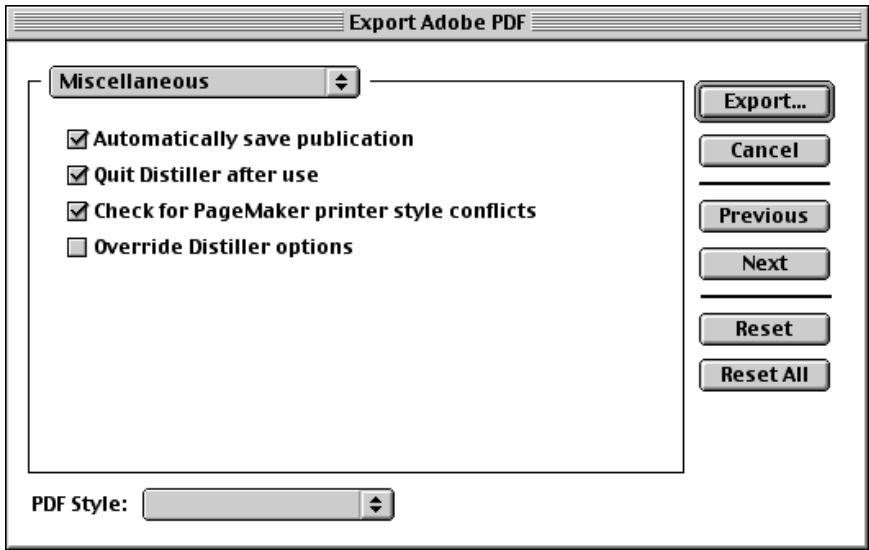 Export Adobe PDF
Miscellaneous
Automatically save publication
Quit Distiller after use
Check for PageMaker printer style conflicts
Override Distiller options
Export...
Cancel
Previous
Next
Reset
Reset All
PDF Style: